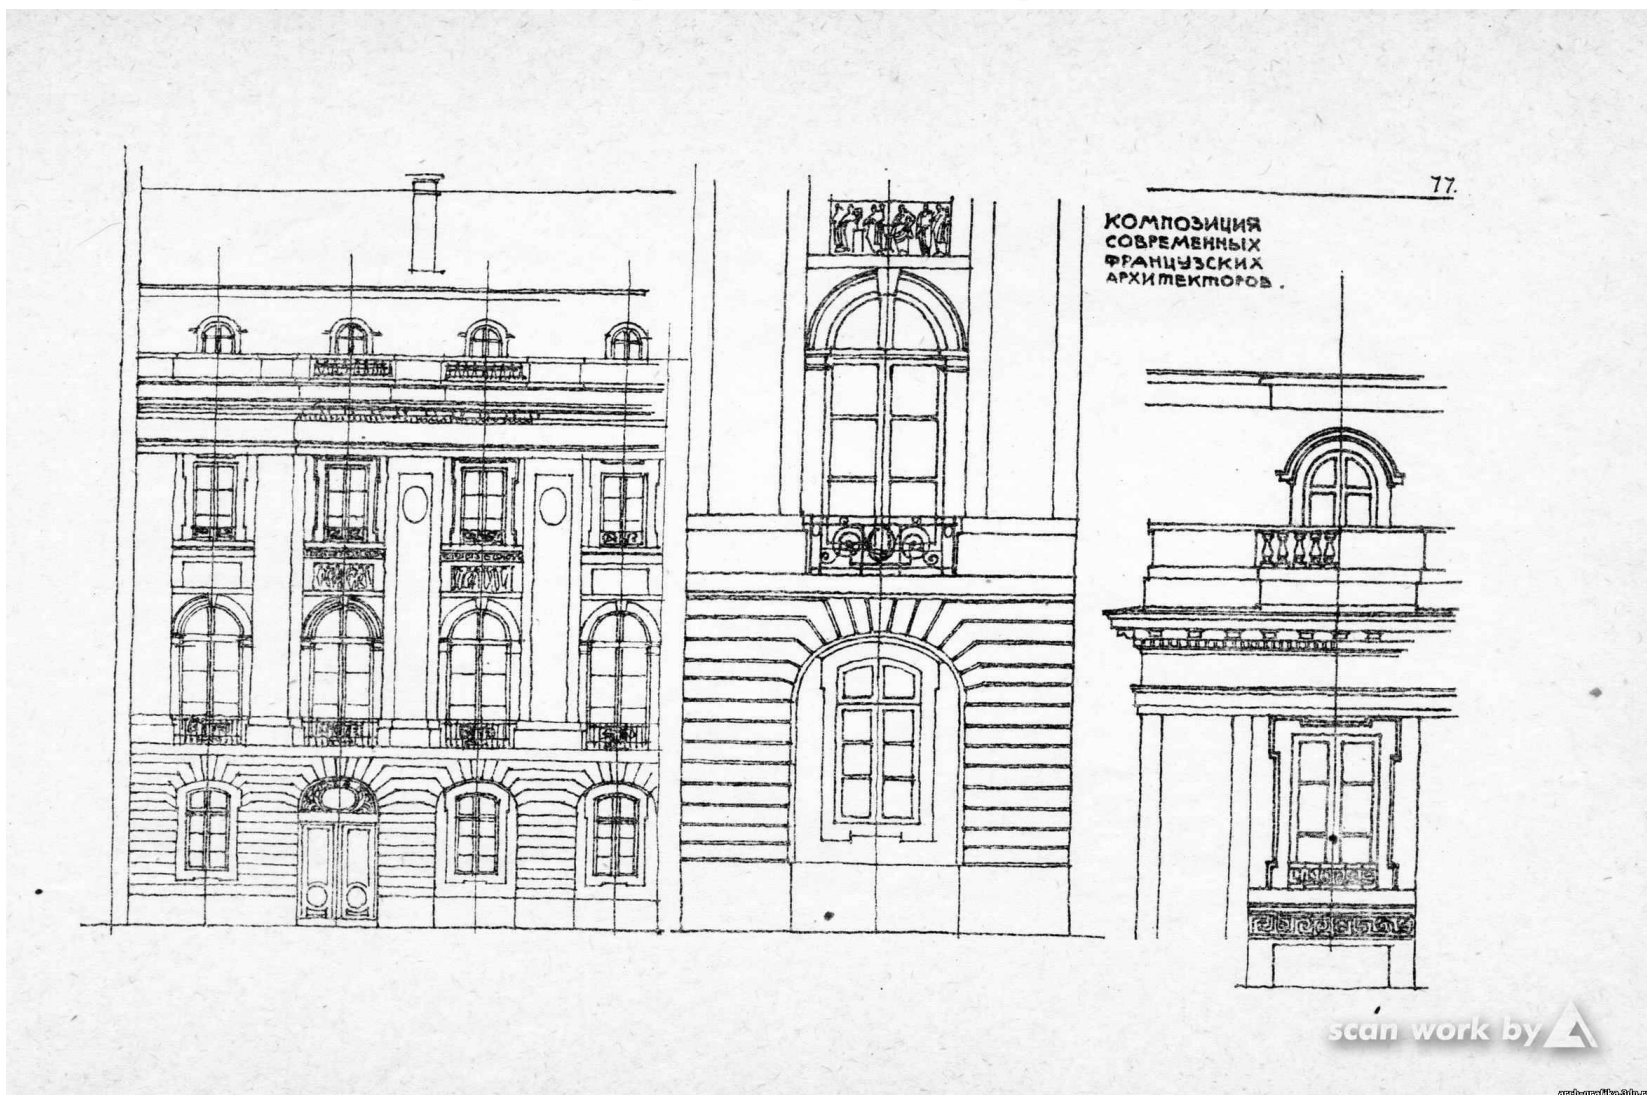 77.
КОМПОЗИЦИЯ
СОВРЕМЕННЫХ
ФРАНЦУЗСКИХ
АРХИТЕКТОРОВ.
scan work by